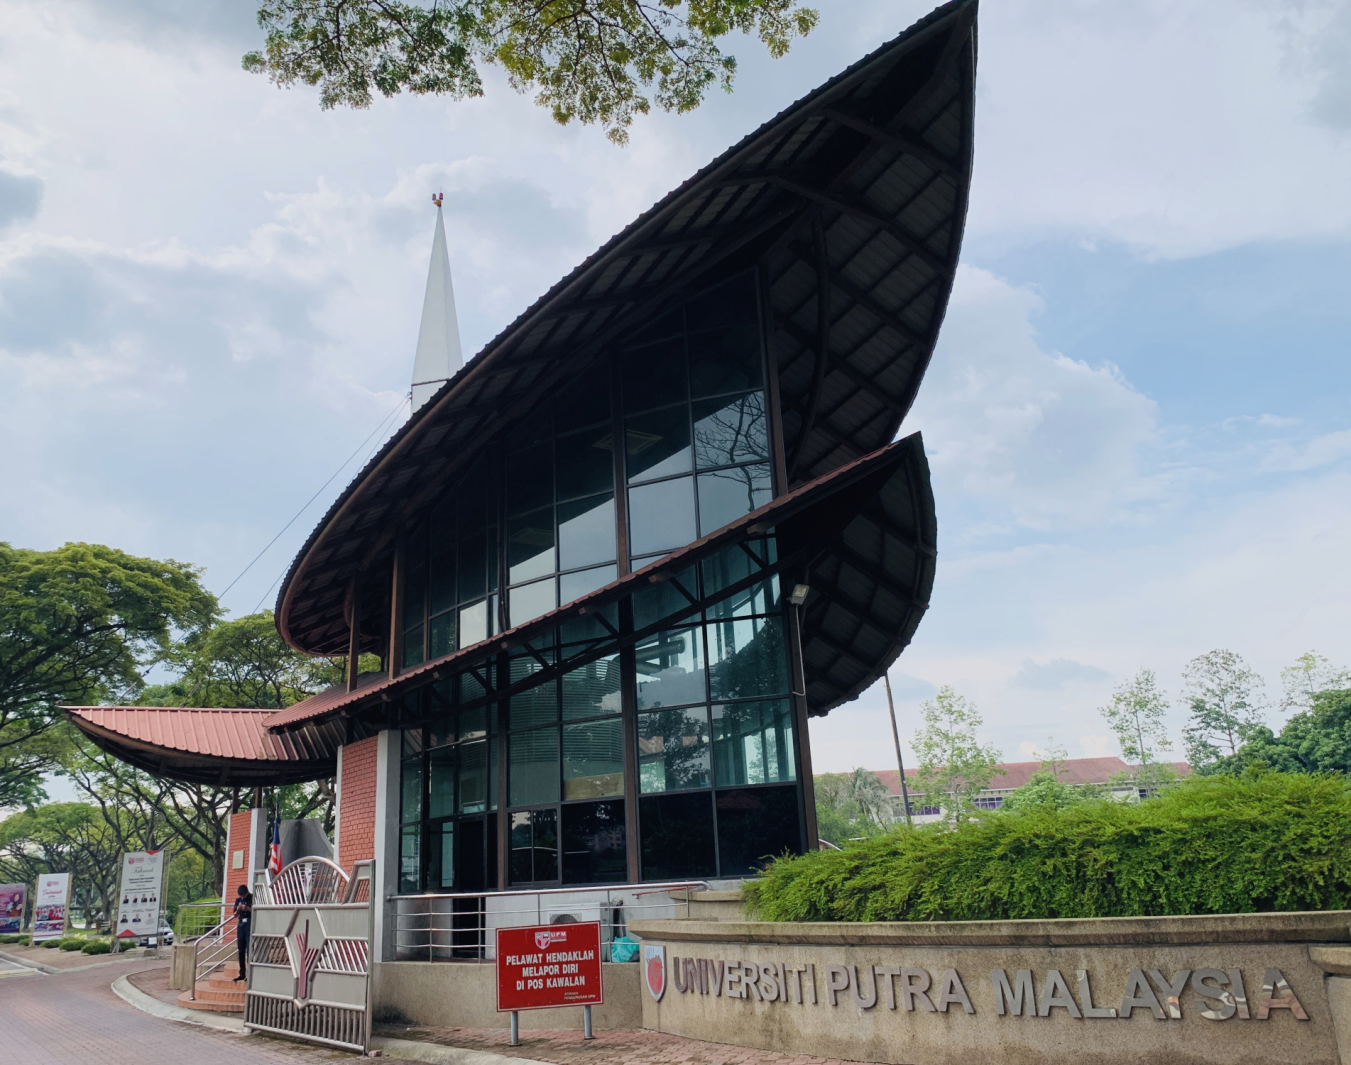 UPM
PELAWAT HENDAKLAH
MELAPOR DIRI
DI POS KAWALAN
UNIVERSITI PUTRA MALAYSIA